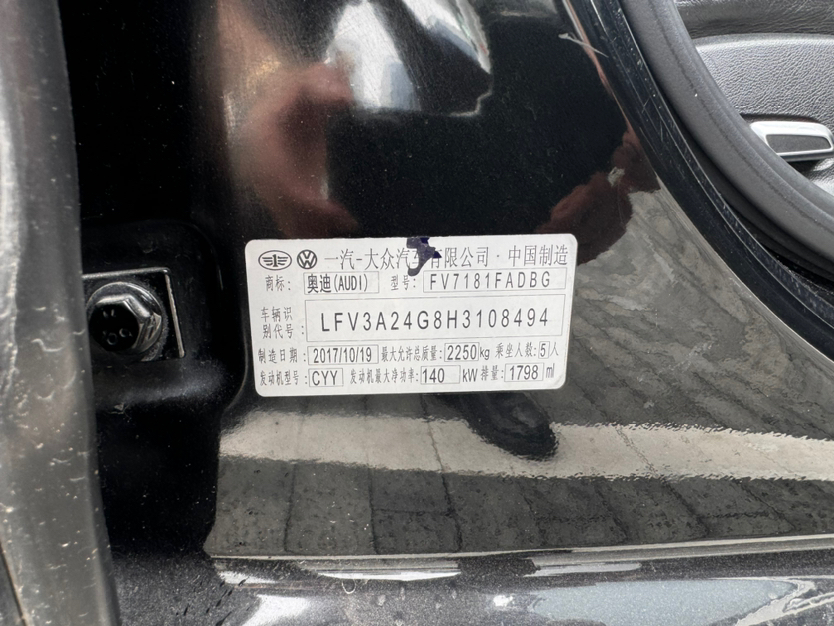 一汽-大众汽车有限公司·中国制造
商标: 奥迪(AUDI) 型号: FV7181FADBG
车辆识
别代号: LFV3A24G8H3108494
制造日期: 2017/10/19 最大允许总质量: 2250kg 乘坐人数: 5人
发动机型号: CYY 发动机最大净功率: 140 kW 排量: 1798 ml